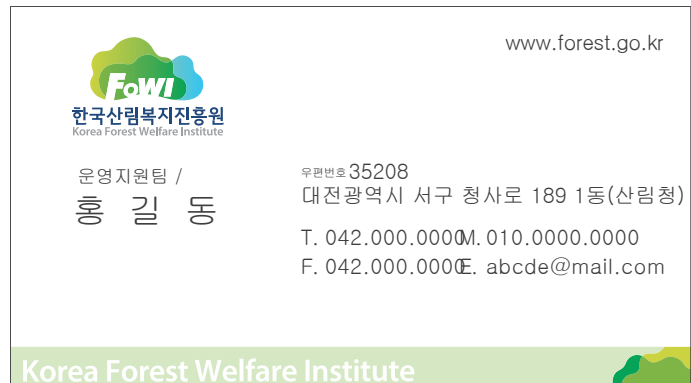 www.forest.go.kr
FoWI
한국산림복지진흥원
Korea Forest Welfare Institute
운영지원팀 /
홍 길 동
우편번호 35208
대전광역시 서구 청사로 189 1동(산림청)
T. 042.000.0000 M. 010.0000.0000
F. 042.000.0000 E. abcde@mail.com
Korea Forest Welfare Institute